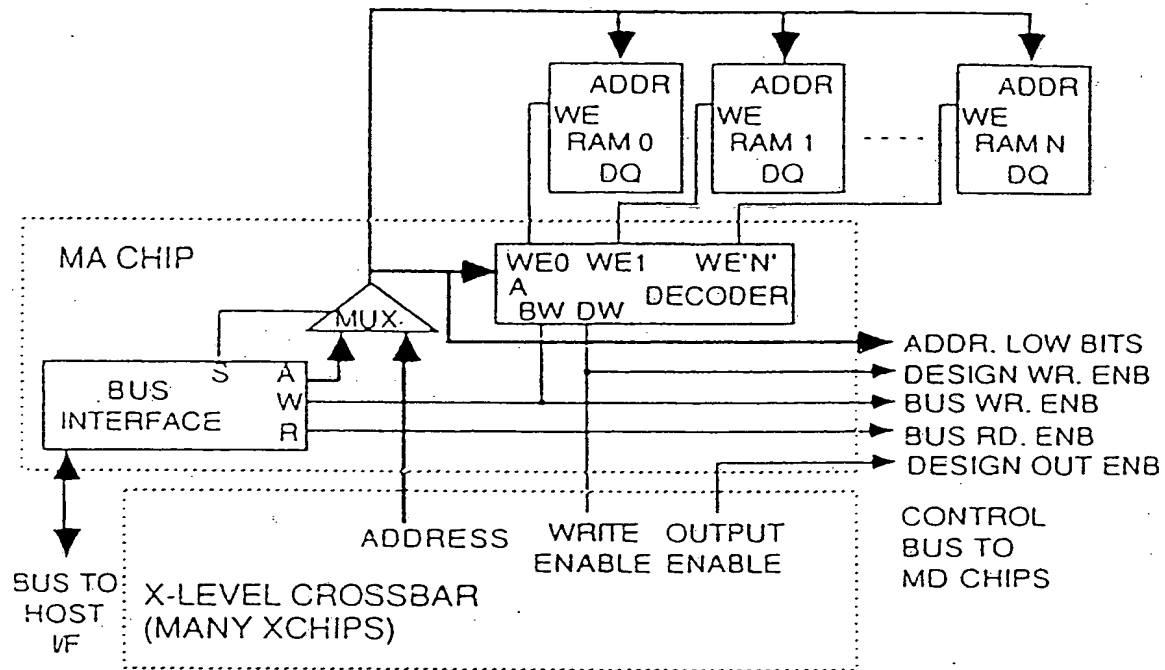 ADDR
WE
RAM 0
DQ
ADDR
WE
RAM 1
DQ
ADDR
WE
RAM N
DQ
MA CHIP
WE0 WE1 WE'N'
A
DECODER
BW DW
MUX
S
A
W
R
BUS
INTERFACE
ADDR. LOW BITS
DESIGN WR. ENB
BUS WR. ENB
BUS RD. ENB
DESIGN OUT ENB
ADDRESS
WRITE
ENABLE
OUTPUT
ENABLE
CONTROL
BUS TO
MD CHIPS
BUS TO
HOST
I/F
X-LEVEL CROSSBAR
(MANY XCHIPS)